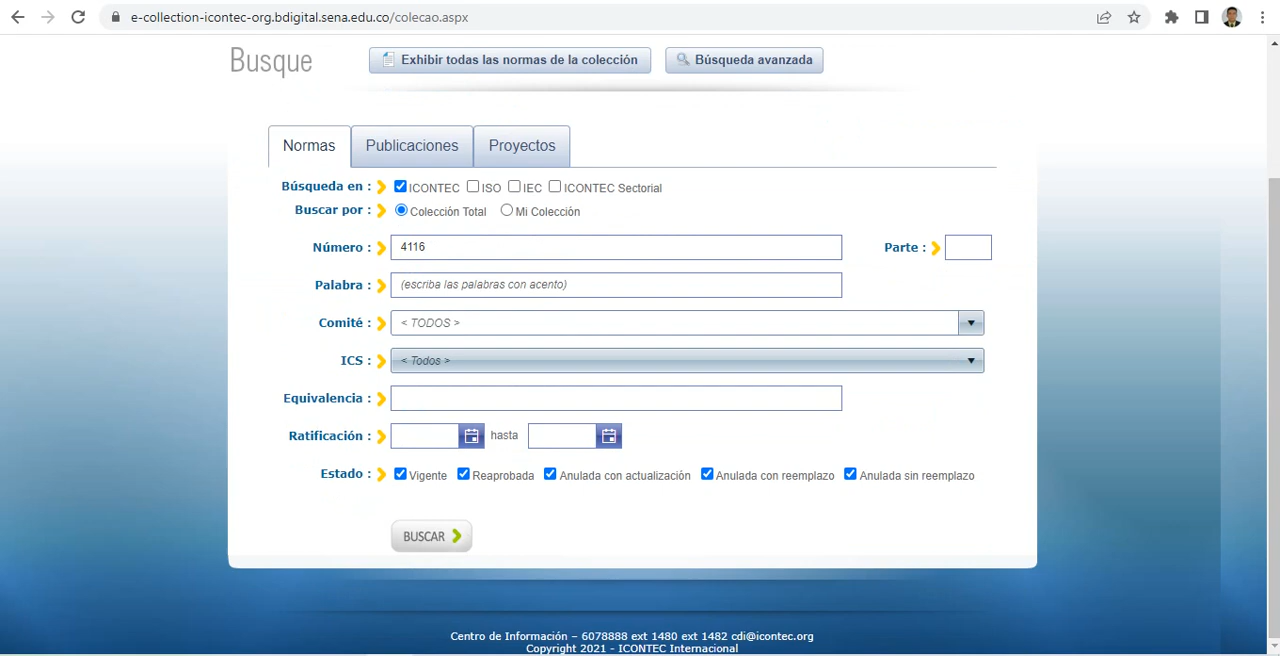 e-collection-icontec-org.bdigital.sena.edu.co/colecao.aspx
Busque Exhibir todas las normas de la colección Búsqueda avanzada
Normas Publicaciones Proyectos
Búsqueda en : ICONTEC ISO IEC ICONTEC Sectorial
Buscar por : Colección Total Mi Colección
Número : 4116 Parte :
Palabra : (escriba las palabras con acento)
Comité : < TODOS >
ICS : < Todos >
Equivalencia :
Ratificación : hasta
Estado : Vigente Reaprobada Anulada con actualización Anulada con reemplazo Anulada sin reemplazo
BUSCAR
Centro de Información – 6078888 ext 1480 ext 1482 cdi@icontec.org
Copyright 2021 - ICONTEC Internacional